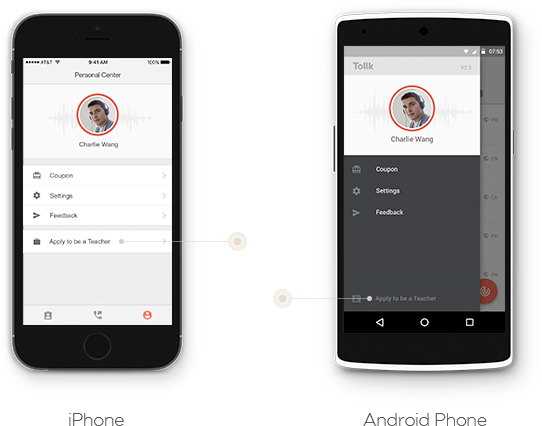 AT&T 9:41 AM 100%
Personal Center
Charlie Wang
Coupon
Settings
Feedback
Apply to be a Teacher
iPhone
07:53
Tollk V2.3
Charlie Wang
Coupon
Settings
Feedback
Apply to be a Teacher
Android Phone